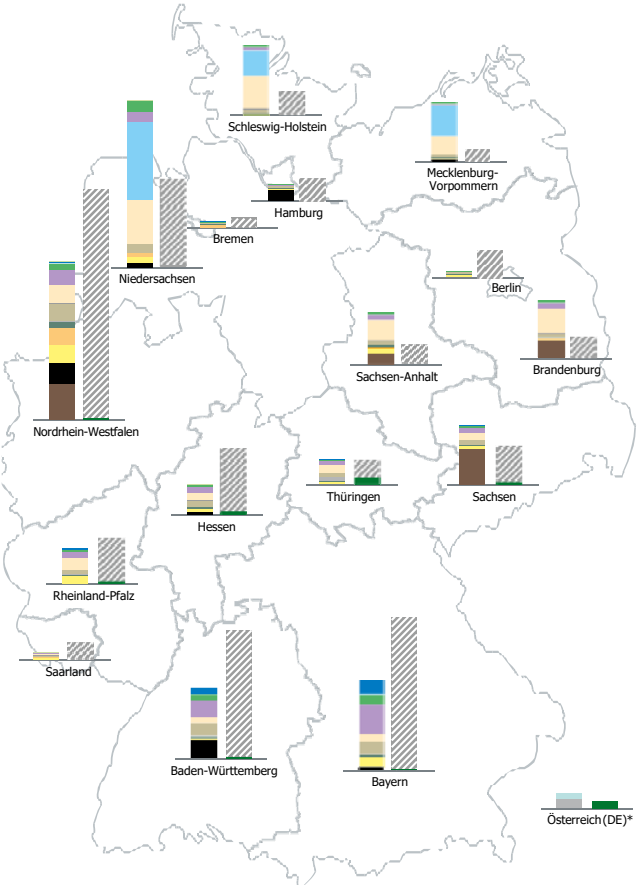 Schleswig-Holstein
Mecklenburg-
Vorpommern
Hamburg
Bremen
Niedersachsen
Berlin
Brandenburg
Sachsen-Anhalt
Nordrhein-Westfalen
Thüringen
Sachsen
Hessen
Rheinland-Pfalz
Saarland
Baden-Württemberg
Bayern
Österreich(DE)*